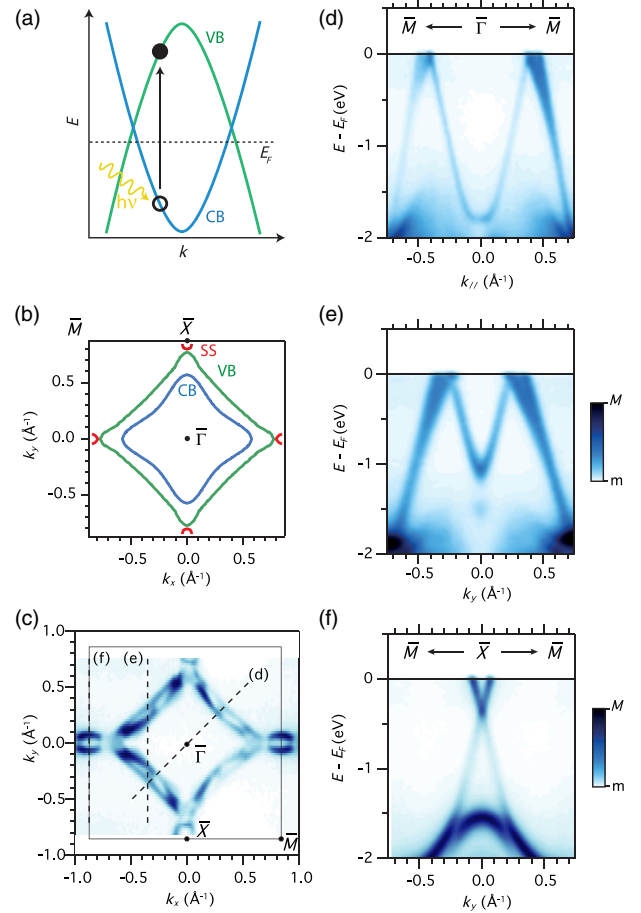 (a)
VB
E
E_F
hν
CB
k
(b)
M̄
X̄
SS
VB
CB
Γ̄
0.5
0.0
-0.5
k_y (Å⁻¹)
-0.5
0.0
0.5
k_x (Å⁻¹)
(c)
1.0
0.5
0.0
-0.5
-1.0
k_y (Å⁻¹)
(f)
(e)
(d)
Γ̄
X̄
M̄
-1.0
-0.5
0.0
0.5
1.0
k_x (Å⁻¹)
(d)
M̄ ← Γ̄ → M̄
0
-1
-2
E − E_F (eV)
-0.5
0.0
0.5
k_// (Å⁻¹)
(e)
0
-1
-2
E − E_F (eV)
-0.5
0.0
0.5
k_y (Å⁻¹)
M
m
(f)
M̄ ← X̄ → M̄
0
-1
-2
E − E_F (eV)
-0.5
0.0
0.5
k_y (Å⁻¹)
M
m